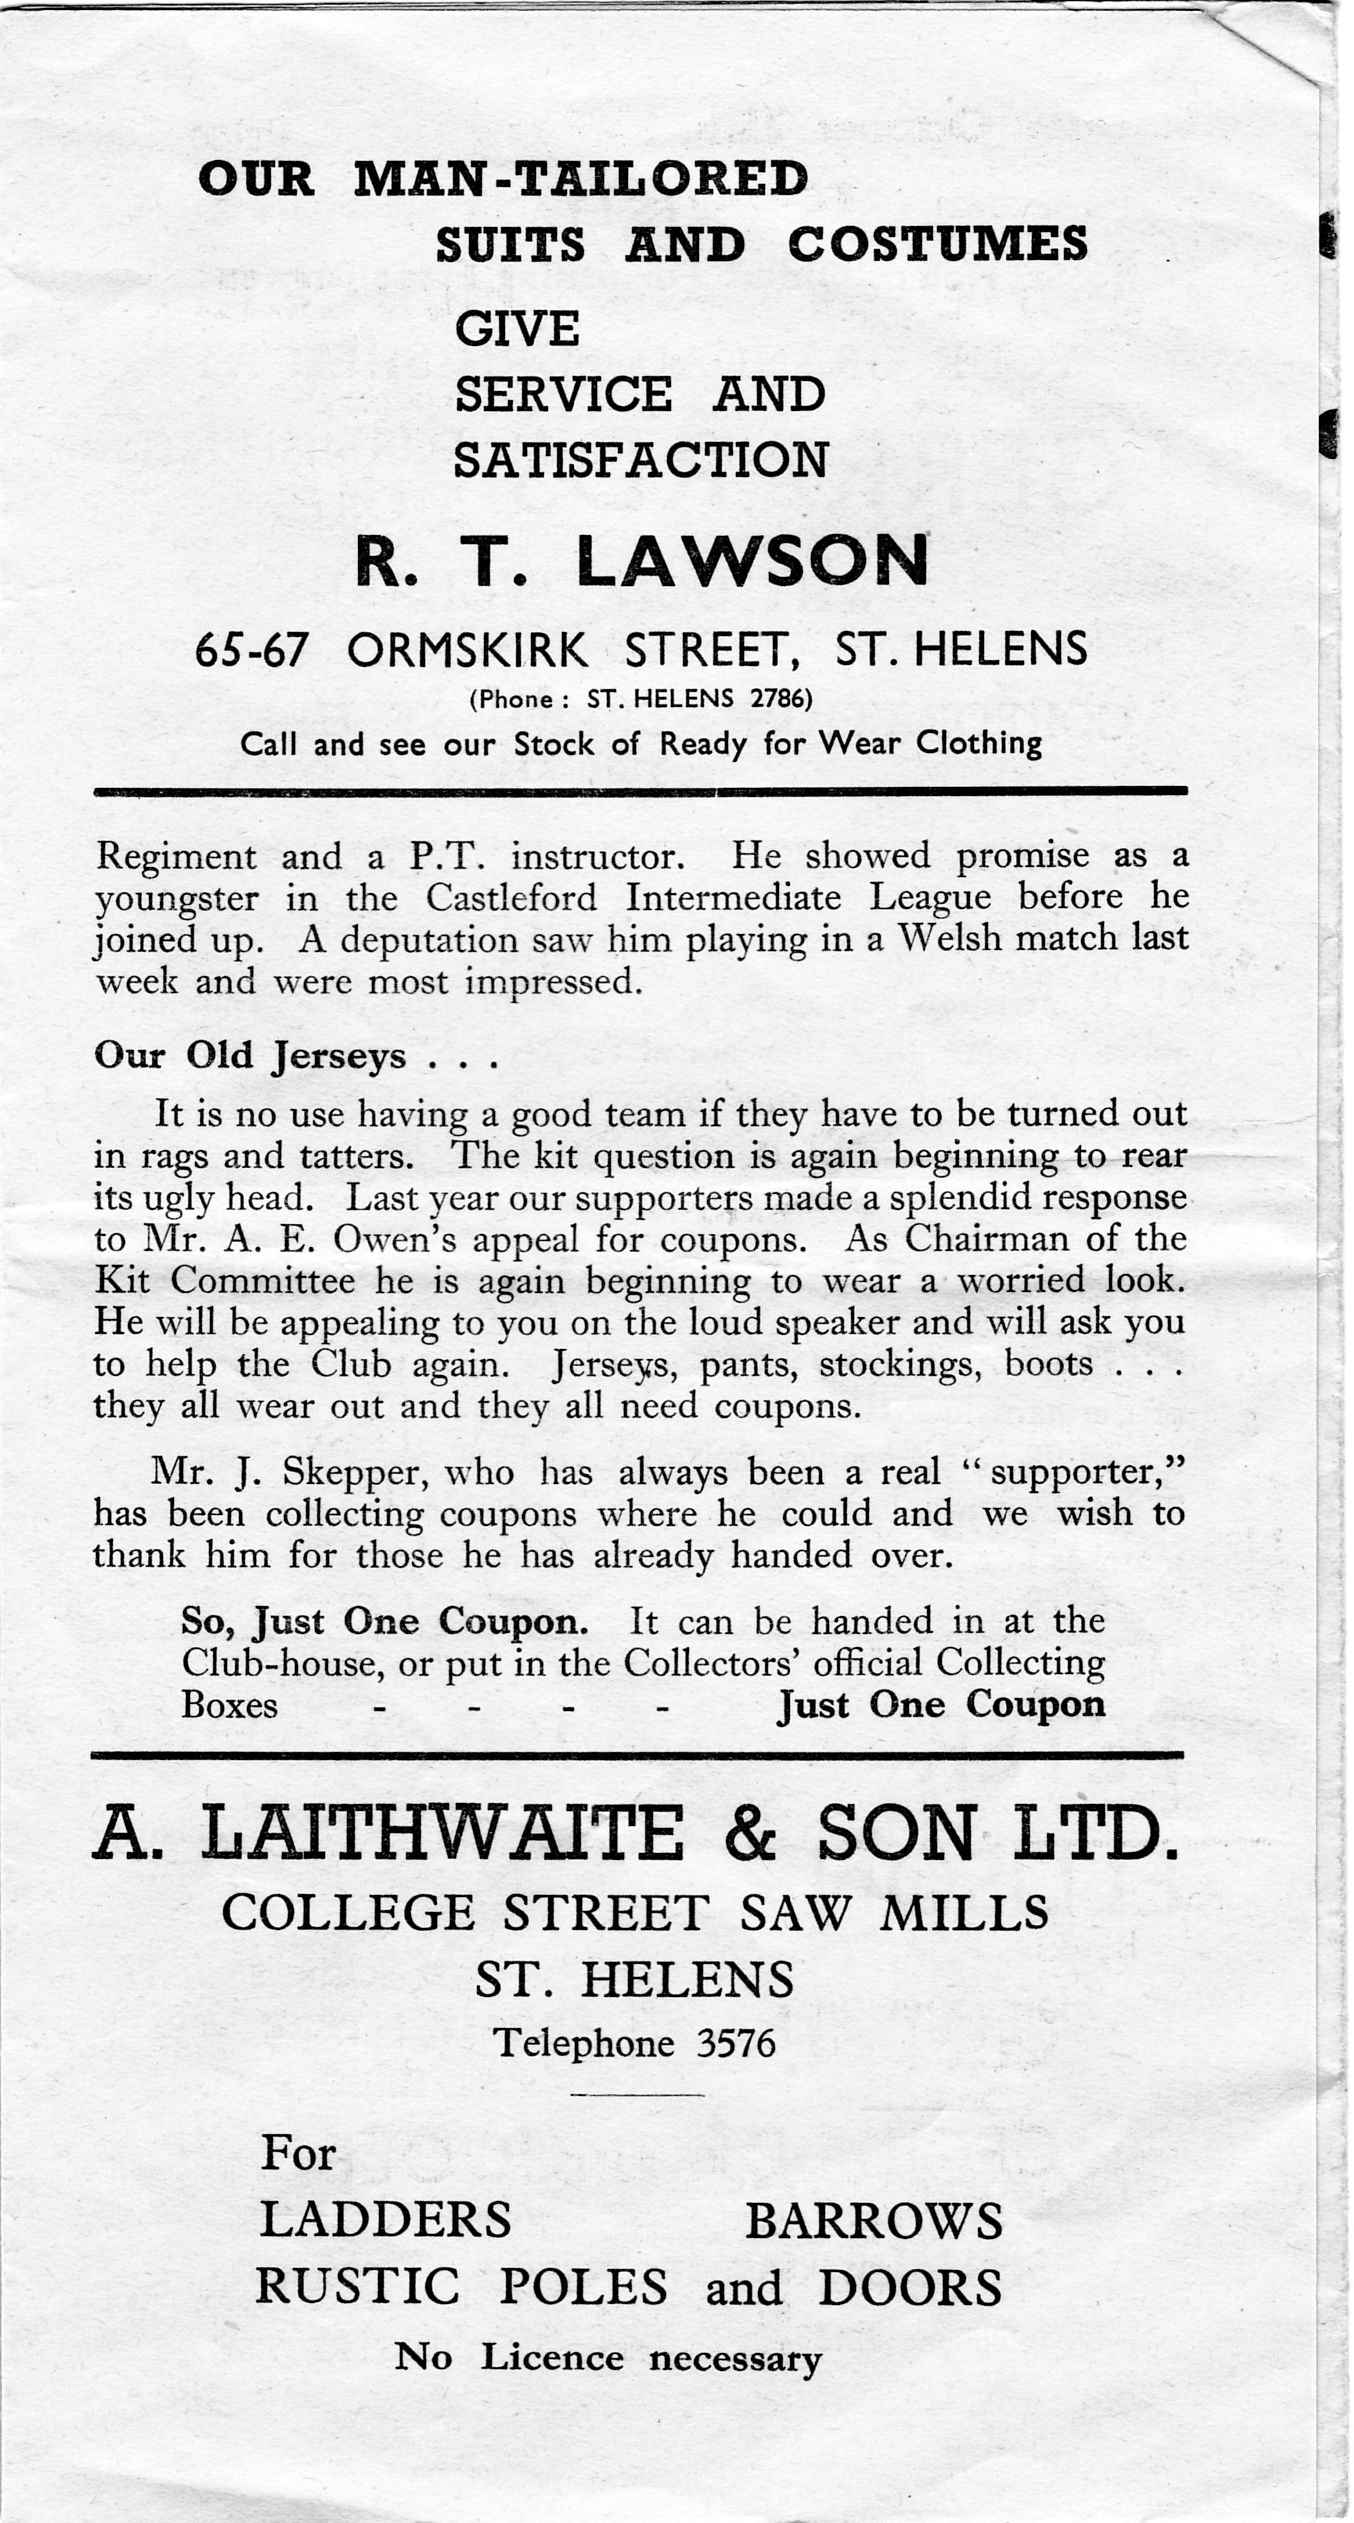 OUR MAN-TAILORED
SUITS AND COSTUMES
GIVE
SERVICE AND
SATISFACTION
R. T. LAWSON
65-67 ORMSKIRK STREET, ST. HELENS
(Phone : ST. HELENS 2786)
Call and see our Stock of Ready for Wear Clothing
Regiment and a P.T. instructor. He showed promise as a
youngster in the Castleford Intermediate League before he
joined up. A deputation saw him playing in a Welsh match last
week and were most impressed.
Our Old Jerseys . . .
It is no use having a good team if they have to be turned out
in rags and tatters. The kit question is again beginning to rear
its ugly head. Last year our supporters made a splendid response
to Mr. A. E. Owen's appeal for coupons. As Chairman of the
Kit Committee he is again beginning to wear a worried look.
He will be appealing to you on the loud speaker and will ask you
to help the Club again. Jerseys, pants, stockings, boots . . .
they all wear out and they all need coupons.
Mr. J. Skepper, who has always been a real “ supporter,”
has been collecting coupons where he could and we wish to
thank him for those he has already handed over.
So, Just One Coupon. It can be handed in at the
Club-house, or put in the Collectors' official Collecting
Boxes - - - - Just One Coupon
A. LAITHWAITE & SON LTD.
COLLEGE STREET SAW MILLS
ST. HELENS
Telephone 3576
For
LADDERS BARROWS
RUSTIC POLES and DOORS
No Licence necessary